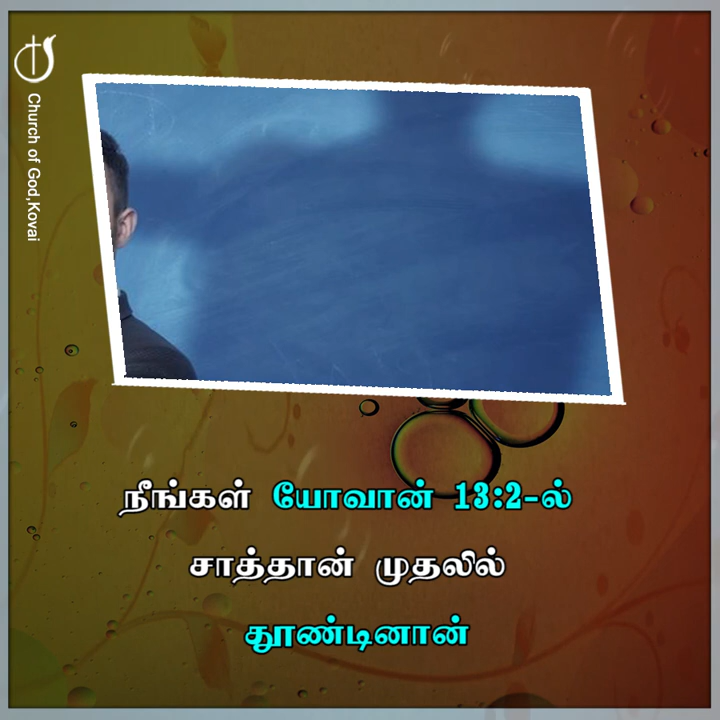 Church of God,Kovai
நீங்கள் யோவான் 13:2-ல்
சாத்தான் முதலில்
தூண்டினான்